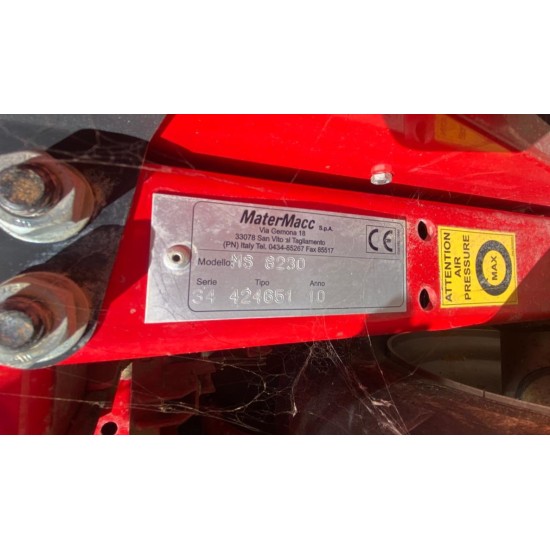 MaterMacc S.p.A.
Via Gemona 18
33078 San Vito al Tagliamento
(PN) Italy Tel. 0434-85267 Fax 85517
CE
Modello: MS 8230
Serie Tipo Anno
34 424651 10
ATTENTION
AIR
PRESSURE
MAX